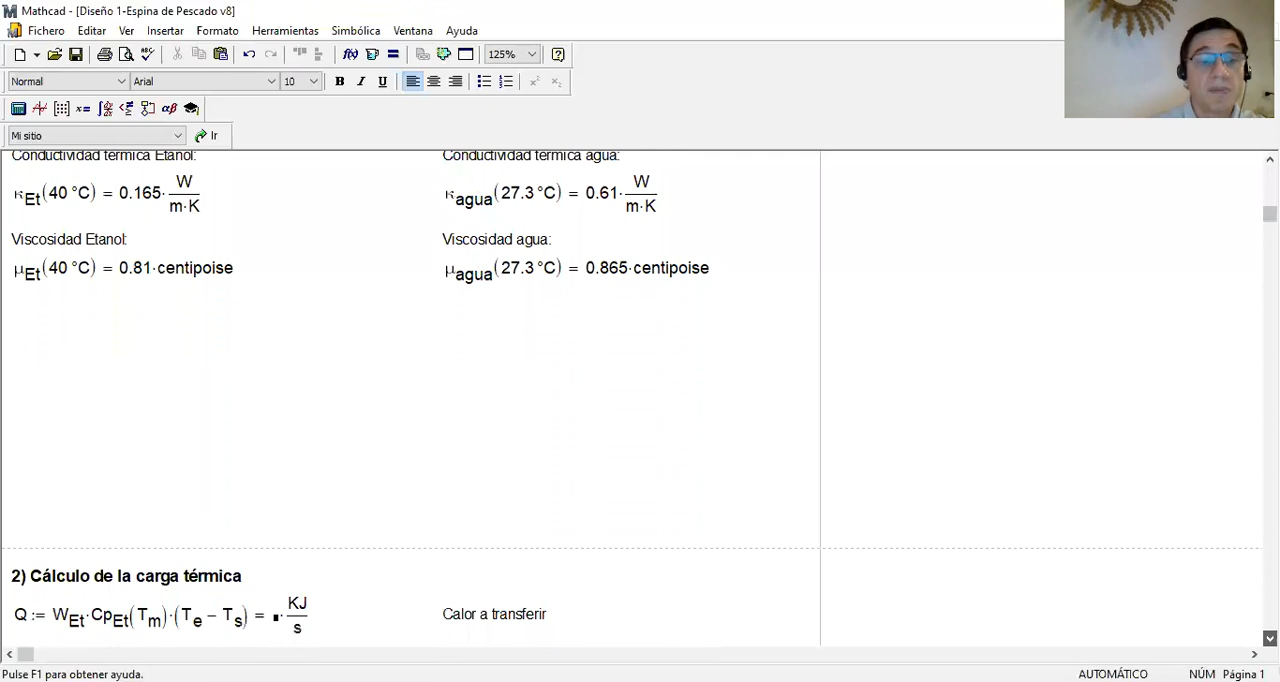 Mathcad - [Diseño 1-Espina de Pescado v8]
Fichero Editar Ver Insertar Formato Herramientas Simbólica Ventana Ayuda
125%
Normal Arial 10 B I U
Mi sitio Ir
Conductividad térmica Etanol: Conductividad térmica agua:
κEt(40 °C) = 0.165· W/(m·K) κagua(27.3 °C) = 0.61· W/(m·K)
Viscosidad Etanol: Viscosidad agua:
μEt(40 °C) = 0.81·centipoise μagua(27.3 °C) = 0.865·centipoise
2) Cálculo de la carga térmica
Q := WEt·CpEt(Tm)·(Te − Ts) = ▪· KJ/s Calor a transferir
Pulse F1 para obtener ayuda. AUTOMÁTICO NÚM Página 1